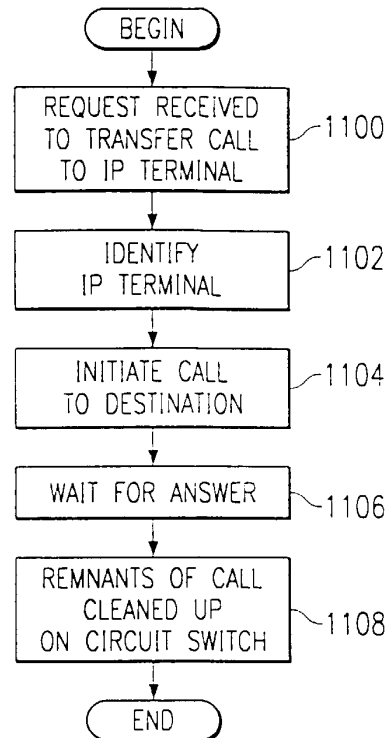 BEGIN
REQUEST RECEIVED
TO TRANSFER CALL
TO IP TERMINAL
1100
IDENTIFY
IP TERMINAL
1102
INITIATE CALL
TO DESTINATION
1104
WAIT FOR ANSWER
1106
REMNANTS OF CALL
CLEANED UP
ON CIRCUIT SWITCH
1108
END